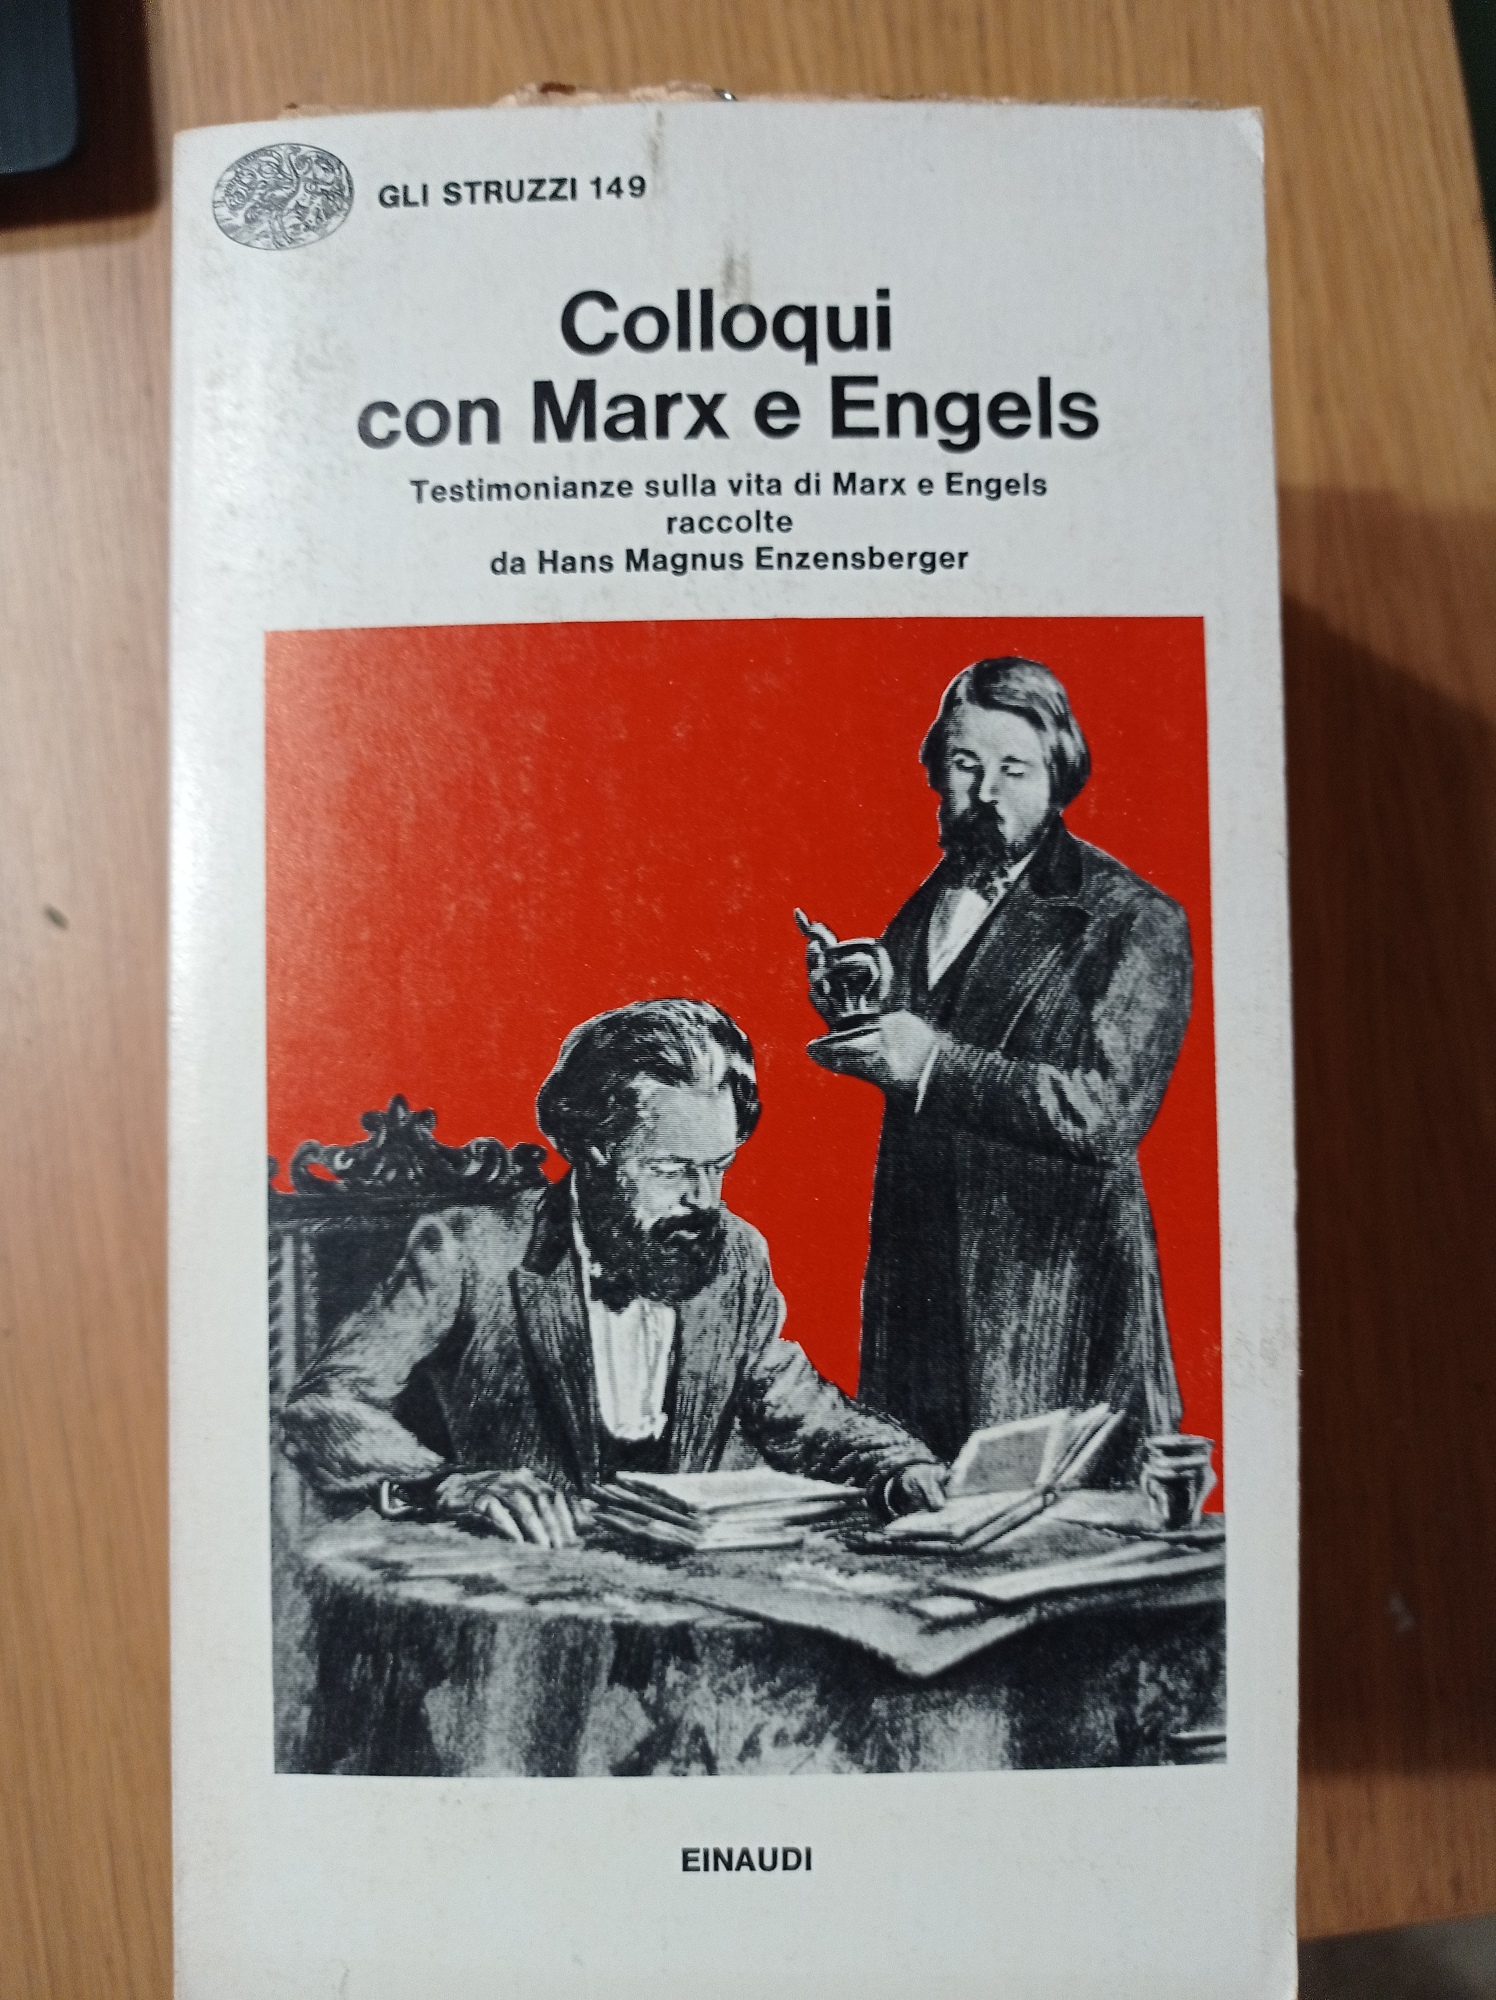 GLI STRUZZI 149
Colloqui
con Marx e Engels
Testimonianze sulla vita di Marx e Engels
raccolte
da Hans Magnus Enzensberger
EINAUDI